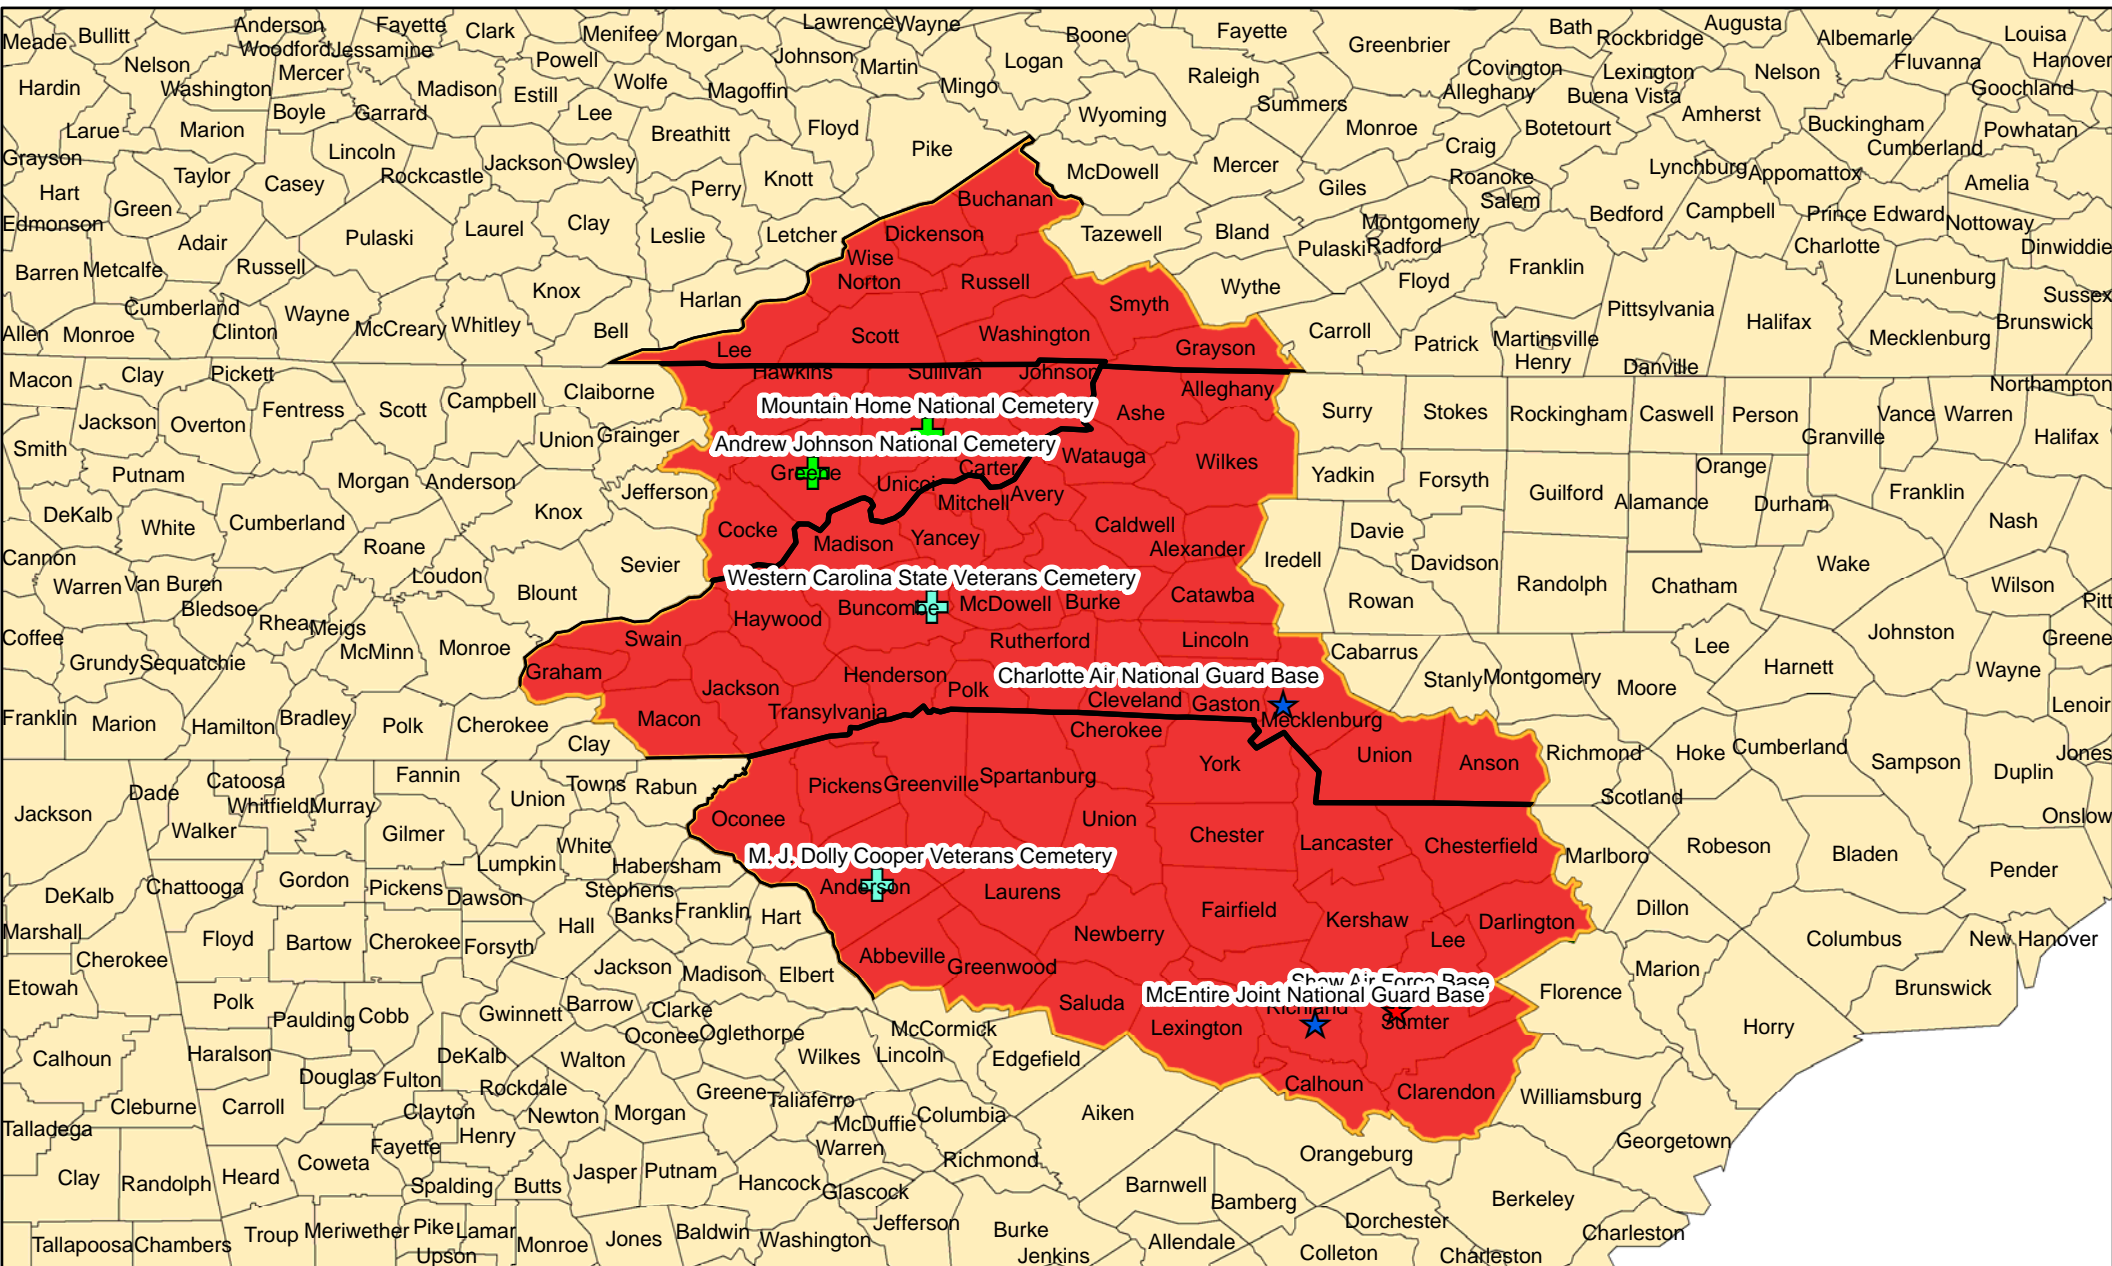 Meade
Bullitt
Anderson
Fayette
Clark
Menifee
Morgan
Lawrence
Wayne
Boone
Fayette
Greenbrier
Bath
Rockbridge
Augusta
Albemarle
Louisa
Hanover
Nelson
Woodford
Jessamine
Mercer
Powell
Johnson
Martin
Logan
Raleigh
Covington
Lexington
Nelson
Fluvanna
Hardin
Washington
Madison
Estill
Wolfe
Magoffin
Mingo
Summers
Alleghany
Buena Vista
Goochland
Boyle
Garrard
Lee
Wyoming
Amherst
Larue
Marion
Breathitt
Floyd
Monroe
Botetourt
Buckingham
Powhatan
Grayson
Lincoln
Jackson
Owsley
Pike
Craig
Cumberland
Hart
Taylor
Casey
Rockcastle
Perry
Knott
McDowell
Mercer
Giles
Roanoke
Lynchburg
Appomattox
Amelia
Green
Buchanan
Salem
Edmonson
Adair
Pulaski
Laurel
Clay
Leslie
Letcher
Dickenson
Tazewell
Bland
Montgomery
Radford
Pulaski
Bedford
Campbell
Prince Edward
Nottoway
Charlotte
Dinwiddie
Barren
Metcalfe
Russell
Wise
Norton
Russell
Smyth
Wythe
Floyd
Franklin
Lunenburg
Sussex
Cumberland
Knox
Harlan
Pittsylvania
Halifax
Brunswick
Allen
Monroe
Clinton
Wayne
McCreary
Whitley
Bell
Lee
Scott
Washington
Grayson
Carroll
Patrick
Martinsville
Henry
Danville
Mecklenburg
Macon
Clay
Pickett
Claiborne
Hawkins
Sullivan
Johnson
Alleghany
Northampton
Jackson
Overton
Fentress
Scott
Campbell
Mountain Home National Cemetery
Ashe
Surry
Stokes
Rockingham
Caswell
Person
Granville
Vance
Warren
Halifax
Smith
Union
Grainger
Andrew Johnson National Cemetery
Watauga
Wilkes
Putnam
Morgan
Anderson
Jefferson
Greene
Unicoi
Carter
Mitchell
Avery
Yadkin
Forsyth
Guilford
Orange
Alamance
Durham
Franklin
DeKalb
White
Cumberland
Knox
Cocke
Madison
Yancey
Caldwell
Alexander
Iredell
Davie
Davidson
Nash
Cannon
Roane
Sevier
Wake
Warren
Van Buren
Loudon
Blount
Western Carolina State Veterans Cemetery
Randolph
Chatham
Wilson
Pitt
Bledsoe
Rhea
Meigs
Haywood
Buncombe
McDowell
Burke
Catawba
Rowan
Coffee
Grundy
Sequatchie
McMinn
Monroe
Swain
Rutherford
Lincoln
Cabarrus
Lee
Johnston
Greene
Graham
Jackson
Henderson
Polk
Charlotte Air National Guard Base
Stanly
Montgomery
Moore
Harnett
Wayne
Franklin
Marion
Hamilton
Bradley
Polk
Cherokee
Clay
Macon
Transylvania
Cleveland
Gaston
Mecklenburg
Lenoir
Cherokee
York
Union
Anson
Richmond
Hoke
Cumberland
Sampson
Duplin
Jones
Jackson
Dade
Catoosa
Whitfield
Murray
Fannin
Union
Towns
Rabun
Pickens
Greenville
Spartanburg
Scotland
Onslow
Walker
Gilmer
Oconee
Union
Chester
Lancaster
Chesterfield
Marlboro
Robeson
Bladen
Pender
Lumpkin
White
Habersham
M. J. Dolly Cooper Veterans Cemetery
DeKalb
Chattooga
Gordon
Pickens
Dawson
Stephens
Anderson
Laurens
Fairfield
Kershaw
Darlington
Dillon
Hall
Banks
Franklin
Hart
Marshall
Floyd
Bartow
Cherokee
Forsyth
Abbeville
Newberry
Lee
Columbus
New Hanover
Cherokee
Jackson
Madison
Elbert
Greenwood
Marion
Etowah
Polk
Paulding
Cobb
Gwinnett
Barrow
Clarke
Saluda
Shaw Air Force Base
McEntire Joint National Guard Base
Richland
Sumter
Florence
Brunswick
Calhoun
Haralson
DeKalb
Walton
Oconee
Oglethorpe
Wilkes
McCormick
Lincoln
Edgefield
Lexington
Horry
Douglas
Fulton
Rockdale
Greene
Taliaferro
Calhoun
Clarendon
Williamsburg
Cleburne
Carroll
Clayton
Newton
Morgan
McDuffie
Columbia
Aiken
Talladega
Fayette
Henry
Warren
Richmond
Orangeburg
Georgetown
Clay
Randolph
Heard
Coweta
Spalding
Butts
Jasper
Putnam
Hancock
Glascock
Barnwell
Bamberg
Berkeley
Tallapoosa
Chambers
Troup
Meriwether
Pike
Lamar
Upson
Monroe
Jones
Baldwin
Washington
Jefferson
Burke
Jenkins
Allendale
Dorchester
Colleton
Charleston
Charleston